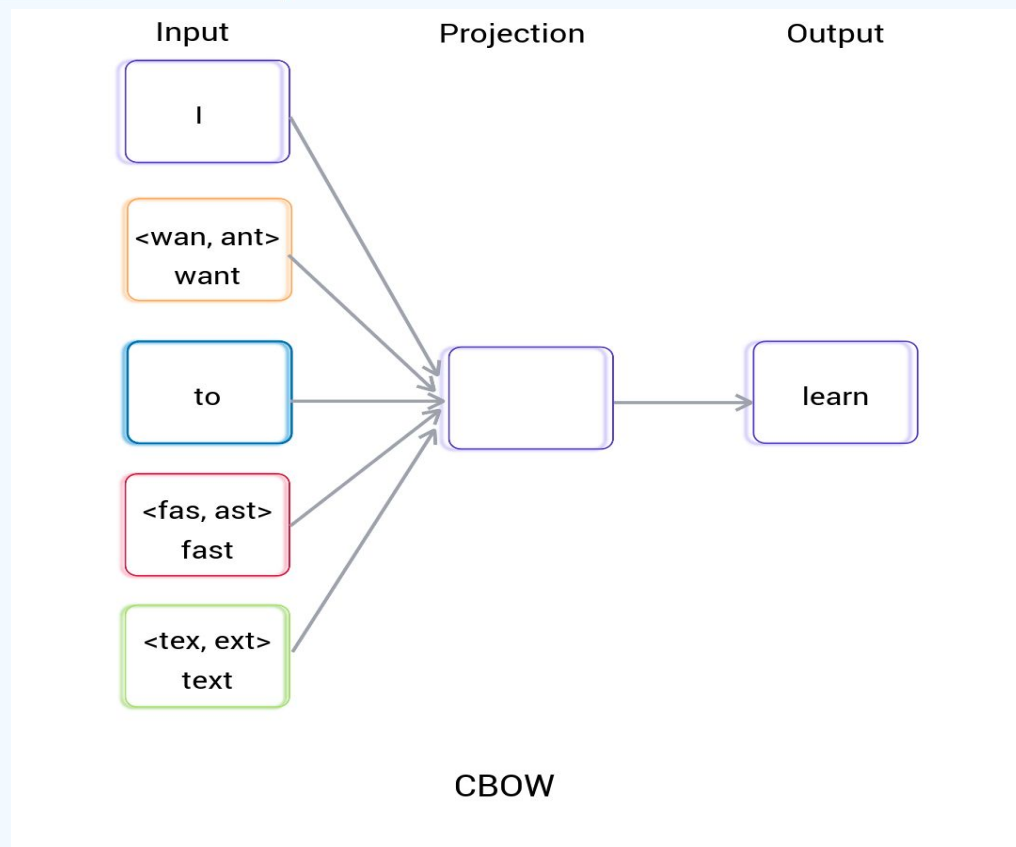 Input
Projection
Output
I
<wan, ant>
want
to
<fas, ast>
fast
<tex, ext>
text
learn
CBOW